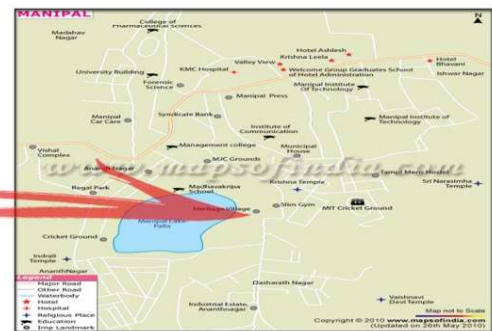 MANIPAL
N
College of
Pharmaceutical Sciences
Madahav
Nagar
Hotel Ashlesh
Krishna Leela
Valley View
Hotel
Bhavani
University Building
KMC Hospital
Welcome Group Graduates School
of Hotel Administration
Ishwar Nagar
Forensic
Science
Manipal Institute
Of Technology
Manipal Press
Manipal
Car Care
Syndicate Bank
Manipal Institute of
Technology
Institute of
Communication
Vishal
Complex
Management college
Municipal
House
MJC Grounds
Ananth Nagar
www.mapsofindia.com
Tamil Mens Hostel
Regal Park
Madhavakripa
School
Krishna Temple
Sri Narasimha
Temple
Heritage Village
Slim Gym
MIT Cricket Ground
Manipal Lake
Cricket Ground
Indrali
Temple
AnanthNagar
Dasharath Nagar
Legend
Major Road
Other Road
Waterbody
Hotel
Hospital
Religious Place
Education
Imp Landmark
Industrial Estate,
Ananthnagar
Vaishnavi
Devi Temple
Map not to Scale
Copyright © 2010 www.mapsofindia.com
(Updated on 26th May 2010)